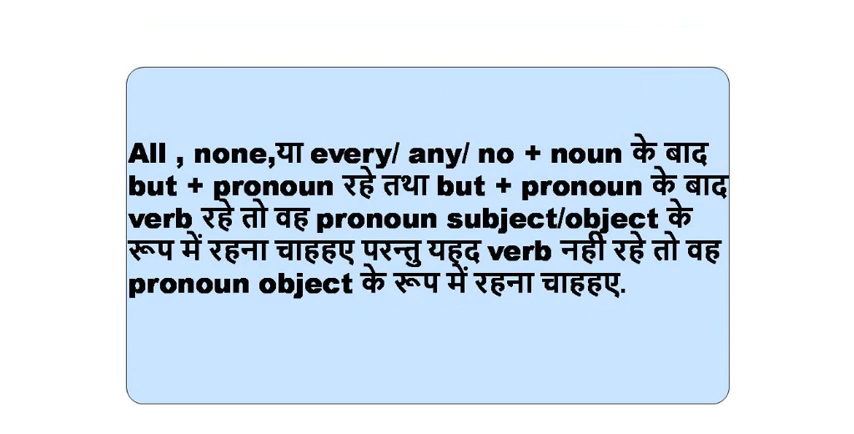 All , none,या every/ any/ no + noun के बाद
but + pronoun रहे तथा but + pronoun के बाद
verb रहे तो वह pronoun subject/object के
रूप में रहना चाहहए परन्तु यहद verb नहीं रहे तो वह
pronoun object के रूप में रहना चाहहए.